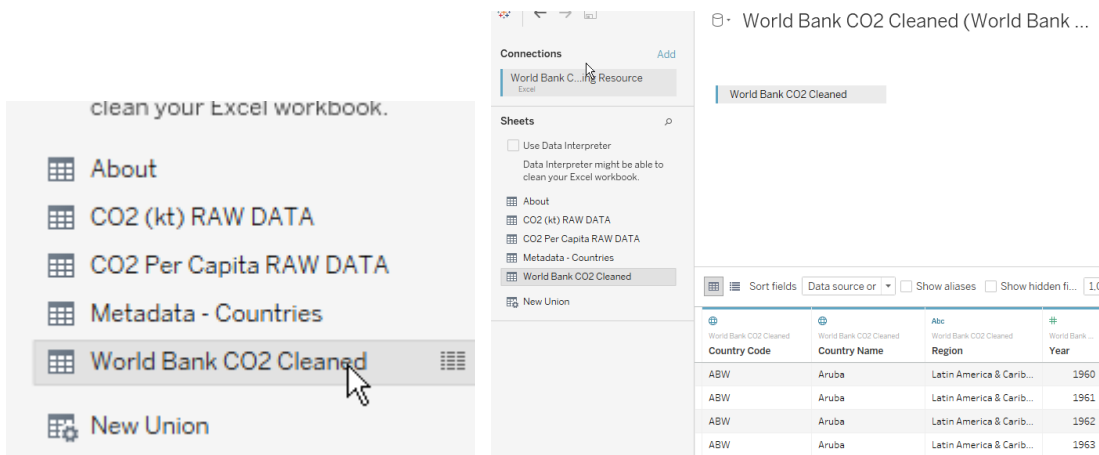 clean your Excel workbook.
About
CO2 (kt) RAW DATA
CO2 Per Capita RAW DATA
Metadata - Countries
World Bank CO2 Cleaned
New Union
Connections Add
World Bank C...ing Resource
Excel
Sheets
Use Data Interpreter
Data Interpreter might be able to
clean your Excel workbook.
About
CO2 (kt) RAW DATA
CO2 Per Capita RAW DATA
Metadata - Countries
World Bank CO2 Cleaned
New Union
World Bank CO2 Cleaned (World Bank ...
World Bank CO2 Cleaned
Sort fields Data source or Show aliases Show hidden fi... 1,0
Abc #
World Bank CO2 Cleaned World Bank CO2 Cleaned World Bank CO2 Cleaned World Bank ...
Country Code Country Name Region Year
ABW Aruba Latin America & Carib... 1960
ABW Aruba Latin America & Carib... 1961
ABW Aruba Latin America & Carib... 1962
ABW Aruba Latin America & Carib... 1963